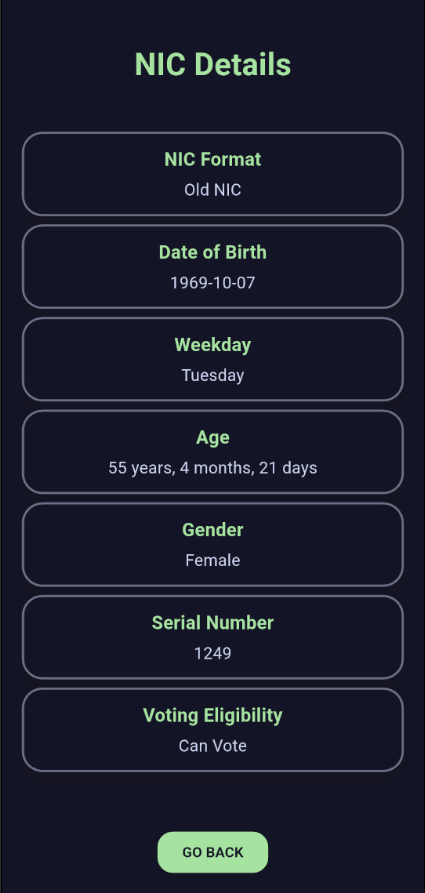 NIC Details
NIC Format
Old NIC
Date of Birth
1969-10-07
Weekday
Tuesday
Age
55 years, 4 months, 21 days
Gender
Female
Serial Number
1249
Voting Eligibility
Can Vote
GO BACK